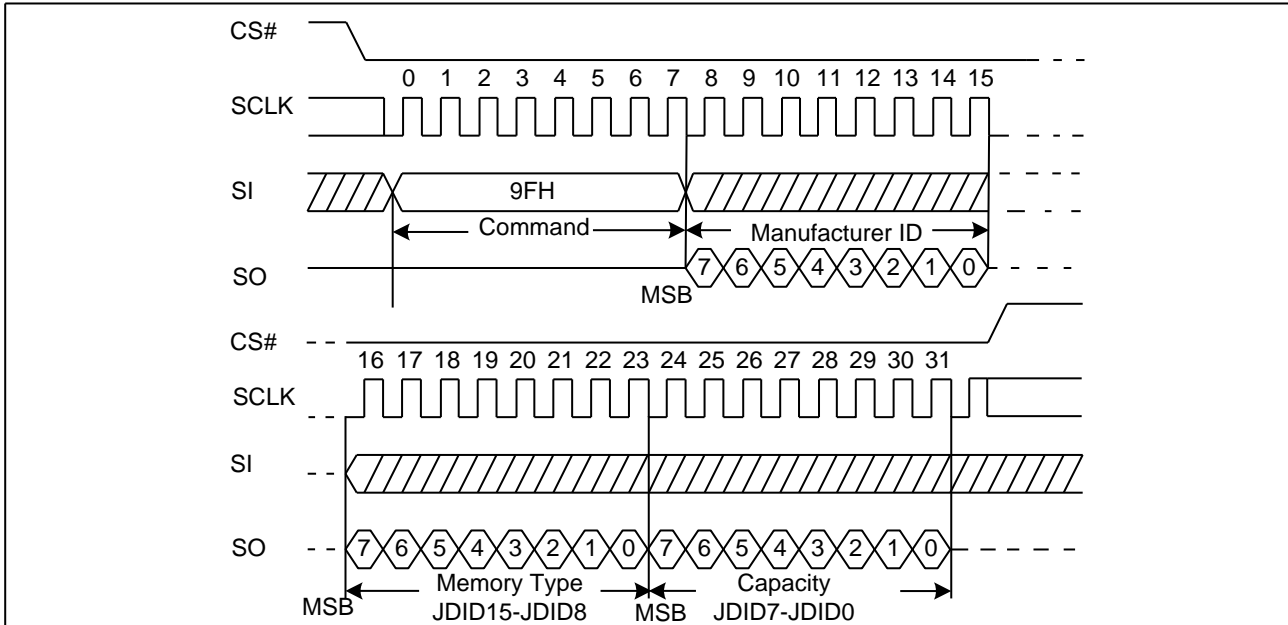 CS#
0 1 2 3 4 5 6 7 8 9 10 11 12 13 14 15
SCLK
SI 9FH
Command Manufacturer ID
SO 7 6 5 4 3 2 1 0
MSB
CS#
16 17 18 19 20 21 22 23 24 25 26 27 28 29 30 31
SCLK
SI
SO 7 6 5 4 3 2 1 0 7 6 5 4 3 2 1 0
Memory Type Capacity
MSB JDID15-JDID8 MSB JDID7-JDID0